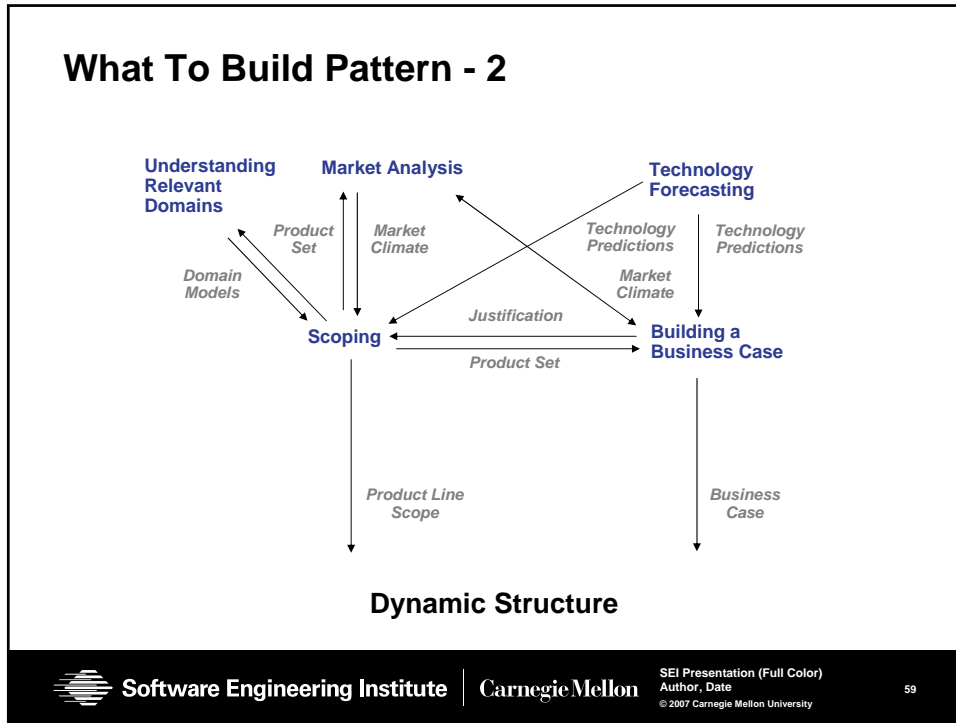 What To Build Pattern - 2
Understanding
Relevant
Domains
Market Analysis
Technology
Forecasting
Product
Set
Market
Climate
Technology
Predictions
Technology
Predictions
Domain
Models
Market
Climate
Justification
Scoping
Building a
Business Case
Product Set
Product Line
Scope
Business
Case
Dynamic Structure
Software Engineering Institute
CarnegieMellon
SEI Presentation (Full Color)
Author, Date
© 2007 Carnegie Mellon University
59